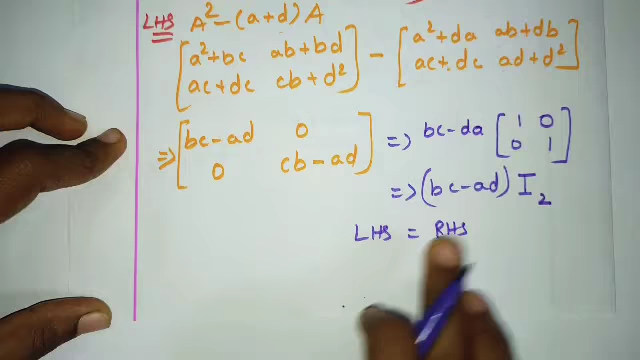 LHS A² - (a+d) A
[a²+bc ab+bd] - [a²+da ab+db]
[ac+dc cb+d²] [ac+dc ad+d²]
⇒ [bc-ad 0] ⇒ bc-da [1 0]
[0 cb-ad] [0 1]
⇒ (bc-ad) I₂
LHS = RHS